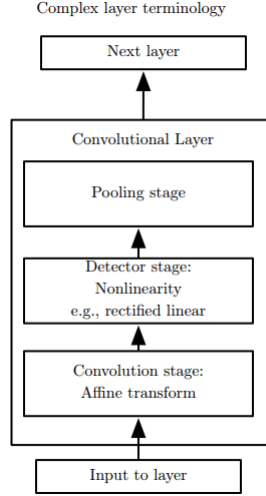 Complex layer terminology
Next layer
Convolutional Layer
Pooling stage
Detector stage:
Nonlinearity
e.g., rectified linear
Convolution stage:
Affine transform
Input to layer